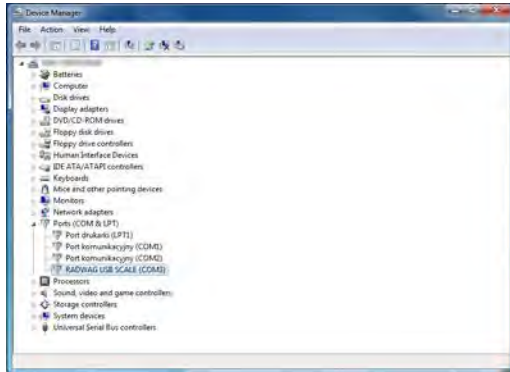 Device Manager
File Action View Help
Batteries
Computer
Disk drives
Display adapters
DVD/CD-ROM drives
Floppy disk drives
Floppy drive controllers
Human Interface Devices
IDE ATA/ATAPI controllers
Keyboards
Mice and other pointing devices
Monitors
Network adapters
Ports (COM & LPT)
Port drukarki (LPT1)
Port komunikacyjny (COM1)
Port komunikacyjny (COM2)
RADWAG USB SCALE (COM3)
Processors
Sound, video and game controllers
Storage controllers
System devices
Universal Serial Bus controllers